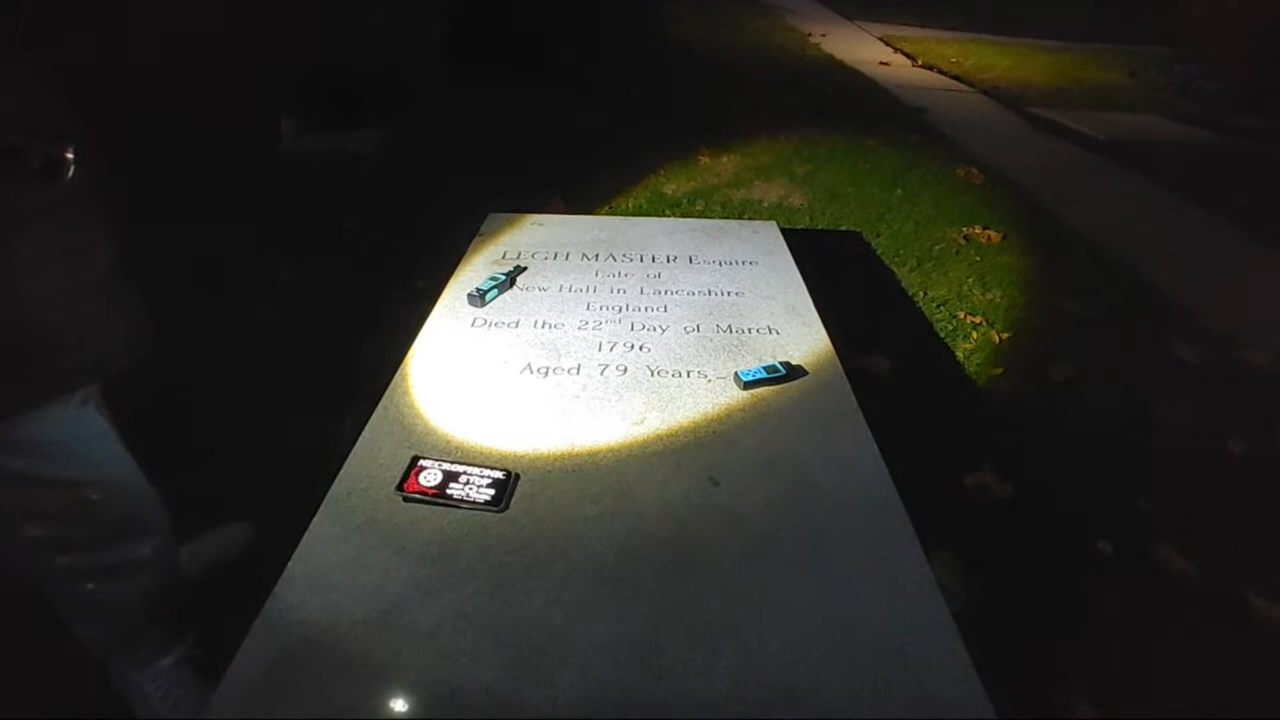 LEGH MASTER Esquire
Late of
New Hall in Lancashire
England
Died the 22nd Day of March
1796
Aged 79 Years
NECROPHONIC
STOP